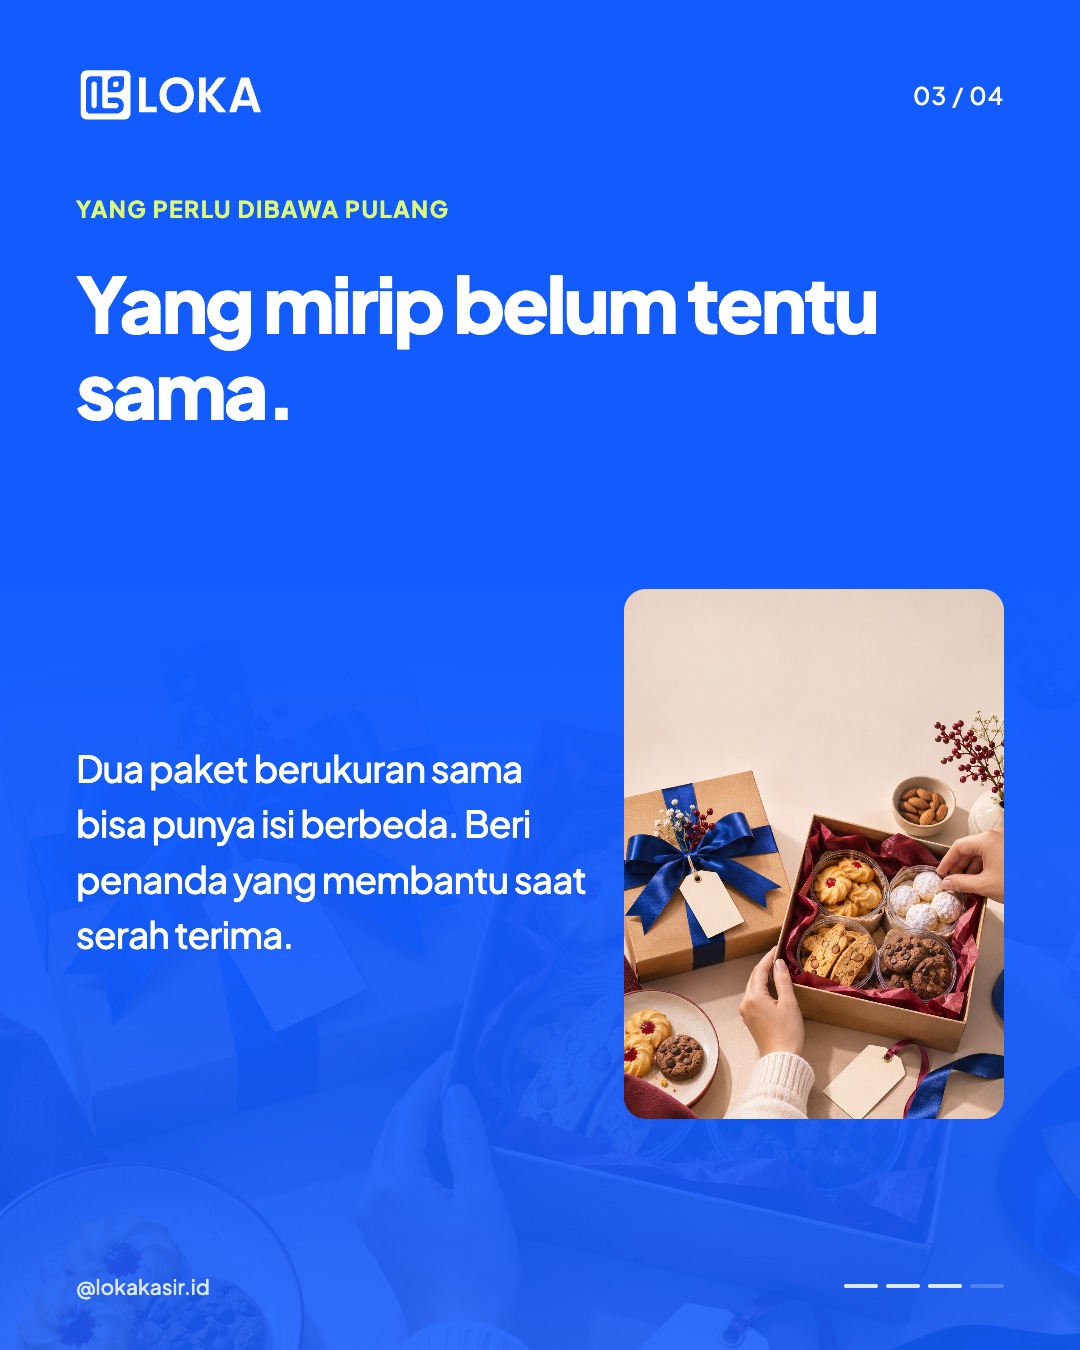 LOKA
03 / 04
YANG PERLU DIBAWA PULANG
Yang mirip belum tentu
sama.
Dua paket berukuran sama
bisa punya isi berbeda. Beri
penanda yang membantu saat
serah terima.
@lokakasir.id